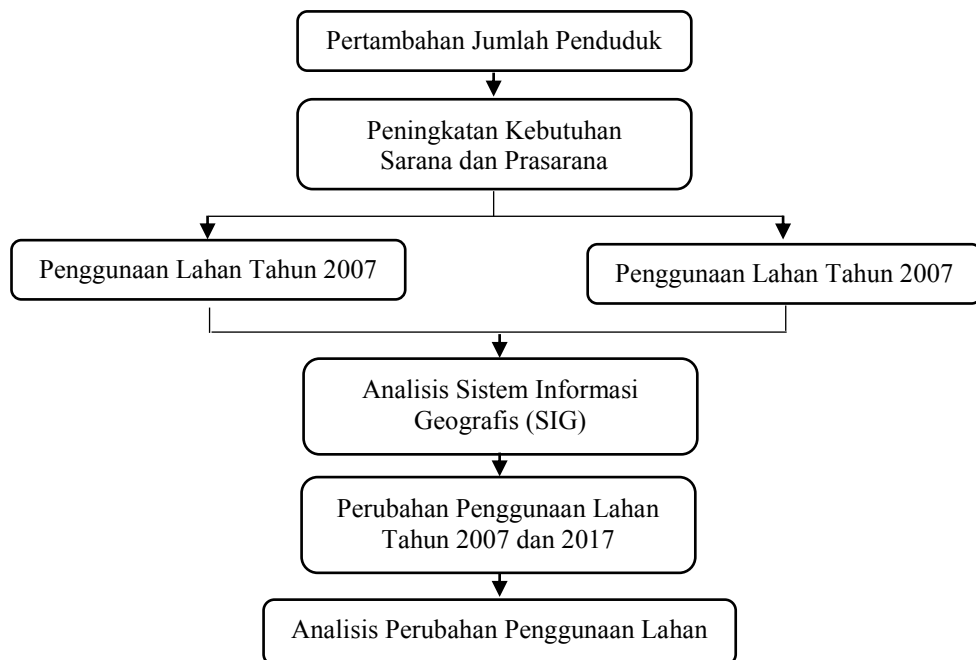 Pertambahan Jumlah Penduduk
Peningkatan Kebutuhan
Sarana dan Prasarana
Penggunaan Lahan Tahun 2007
Penggunaan Lahan Tahun 2007
Analisis Sistem Informasi
Geografis (SIG)
Perubahan Penggunaan Lahan
Tahun 2007 dan 2017
Analisis Perubahan Penggunaan Lahan